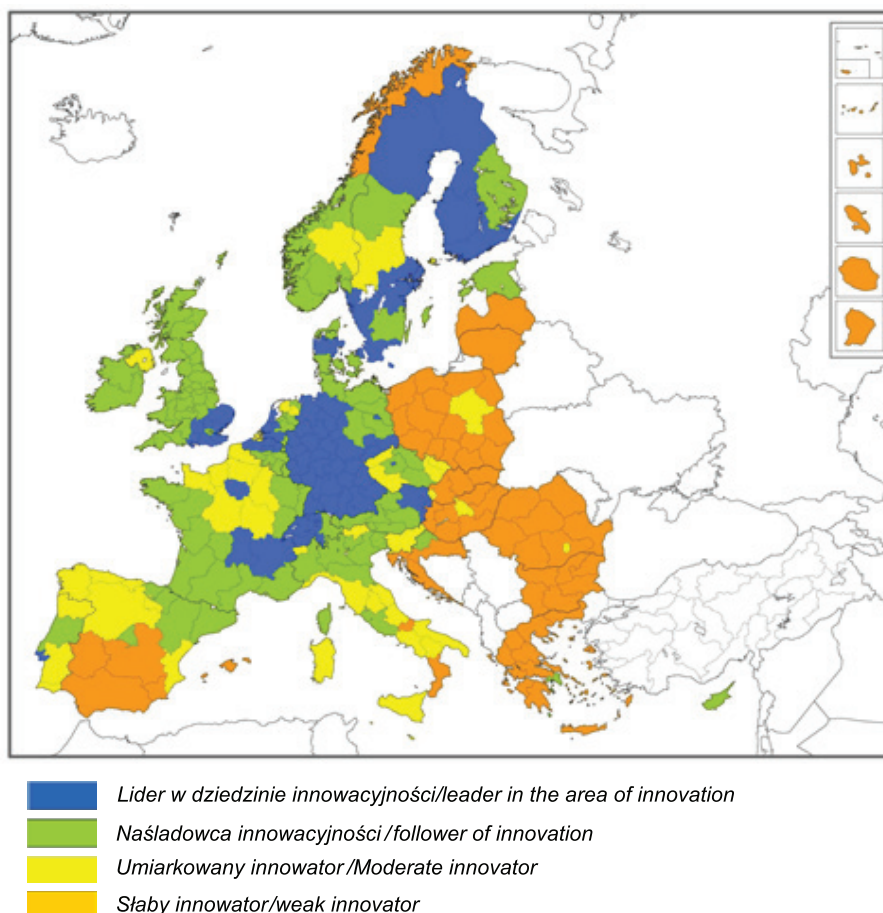 Lider w dziedzinie innowacyjności/leader in the area of innovation
Naśladowca innowacyjności/follower of innovation
Umiarkowany innowator/Moderate innovator
Słaby innowator/weak innovator